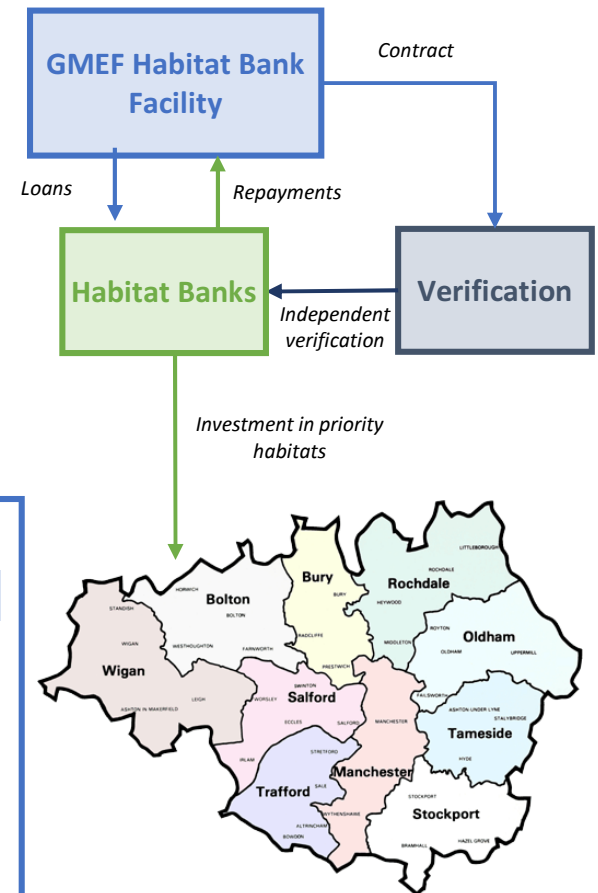 GMEF Habitat Bank
Facility
Contract
Loans
Repayments
Habitat Banks
Verification
Independent
verification
Investment in priority
habitats
LITTLEBOROUGH
Bury
ROCHDALE
Rochdale
HORWICH
Bolton
BURY
HEYWOOD
STANDISH
BOLTON
ROYTON
RADCLIFFE
Oldham
WIGAN
WESTHOUGHTON
FARNWORTH
MIDDLETON
OLDHAM
UPPERMILL
PRESTWICH
Wigan
SWINTON
LEIGH
WORSLEY
Salford
FAILSWORTH
ASHTON IN MAKERFIELD
ECCLES
SALFORD
MANCHESTER
ASHTON UNDER LYNE
STALYBRIDGE
Tameside
STRETFORD
IRLAM
HYDE
Manchester
SALE
Trafford
STOCKPORT
WYTHENSHAWE
Stockport
ALTRINCHAM
BOWDON
HAZEL GROVE
BRAMHALL